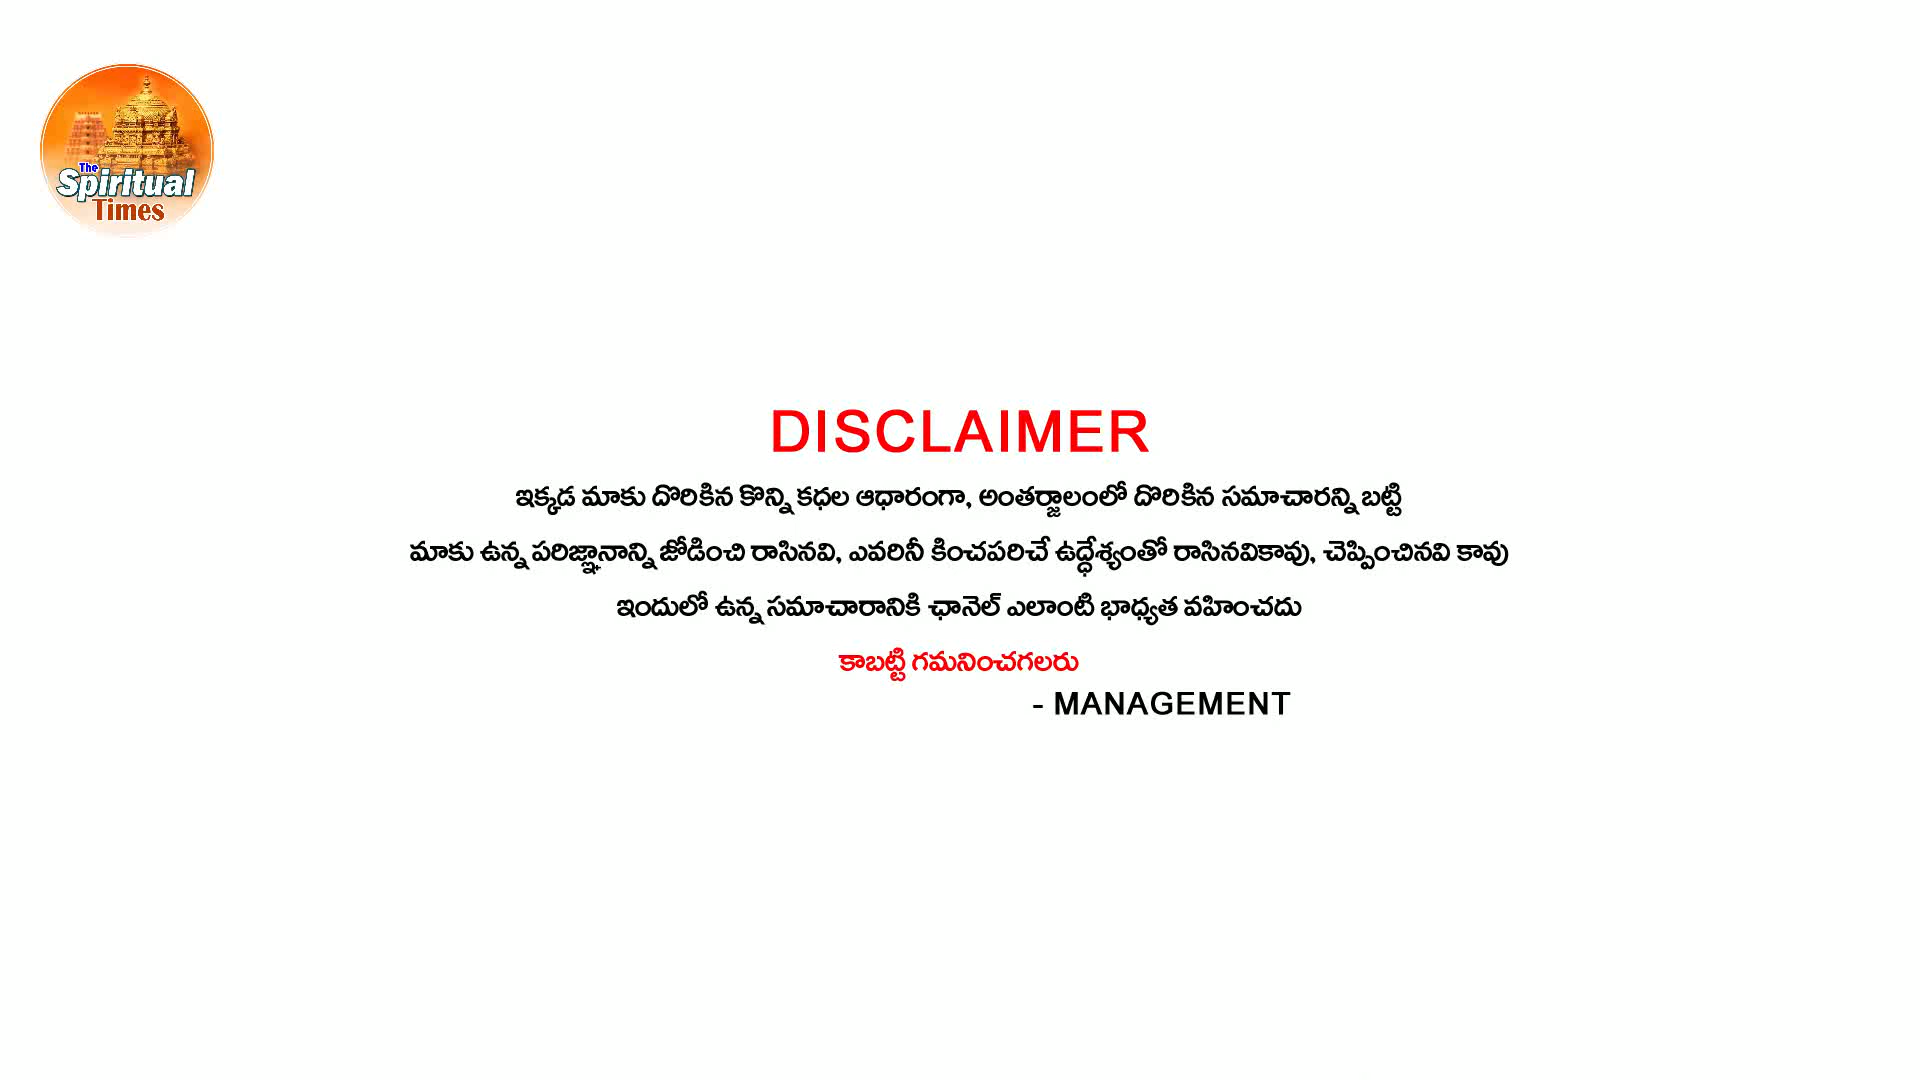 The
Spiritual
Times
DISCLAIMER
ఇక్కడ మాకు దొరికిన కొన్ని కధల ఆధారంగా, అంతర్జాలంలో దొరికిన సమాచారన్ని బట్టి
మాకు ఉన్న పరిజ్ఞానాన్ని జోడించి రాసినవి, ఎవరినీ కించపరిచే ఉద్ధేశ్యంతో రాసినవికావు, చెప్పించినవి కావు
ఇందులో ఉన్న సమాచారానికి ఛానెల్ ఎలాంటి భాధ్యత వహించదు
కాబట్టి గమనించగలరు
- MANAGEMENT